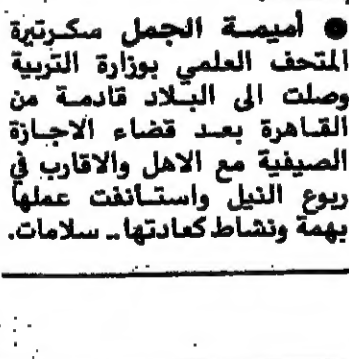 ● أميمة الجمل سكرتيرة
المتحف العلمي بوزارة التربية
وصلت الى البلاد قادمة من
القاهرة بعد قضاء الاجازة
الصيفية مع الاهل والاقارب في
ربوع النيل واستأنفت عملها
بهمة ونشاط كعادتها .. سلامات.